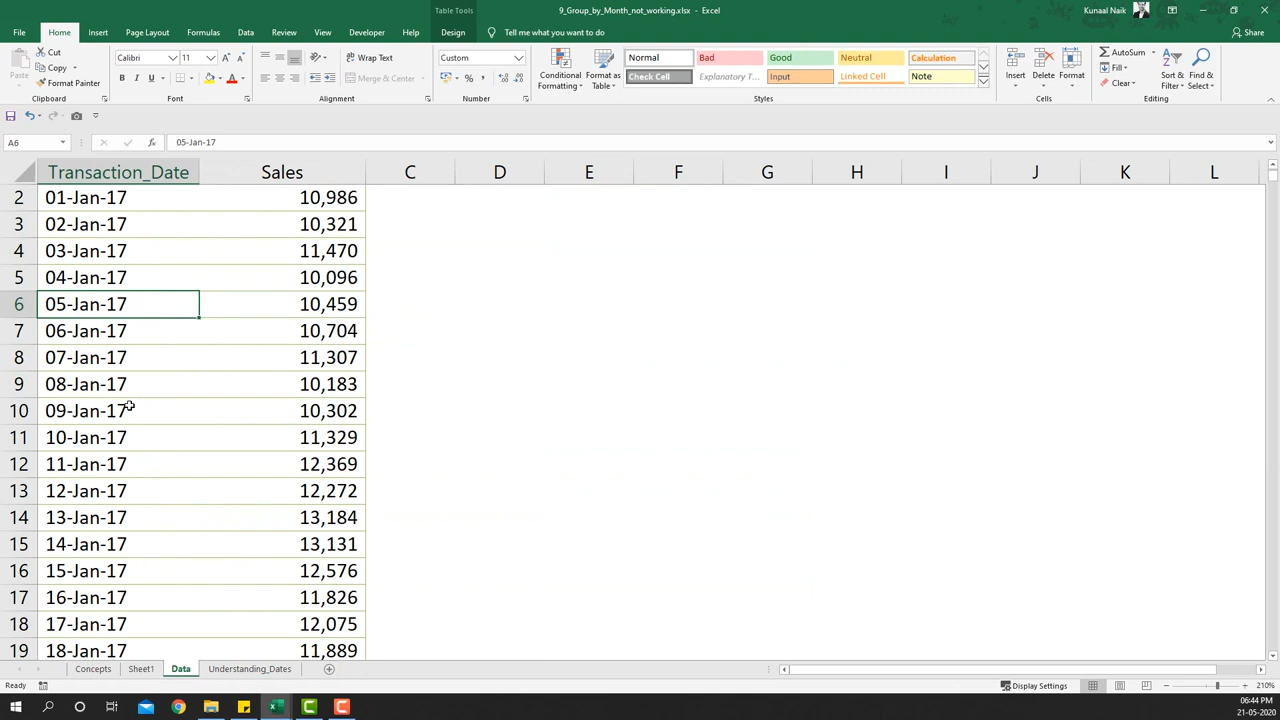 Table Tools
9_Group_by_Month_not_working.xlsx - Excel
Kunaal Naik
File Home Insert Page Layout Formulas Data Review View Developer Help Design Tell me what you want to do Share
Cut
Copy
Format Painter
Paste
Clipboard
Calibri 11
B I U
Font
Wrap Text
Merge & Center
Alignment
Custom
Number
Conditional Formatting
Format as Table
Normal Bad Good Neutral Calculation
Check Cell Explanatory T... Input Linked Cell Note
Styles
Insert Delete Format
Cells
AutoSum
Fill
Clear
Sort & Filter
Find & Select
Editing
A6 05-Jan-17
Transaction_Date Sales C D E F G H I J K L
2 01-Jan-17 10,986
3 02-Jan-17 10,321
4 03-Jan-17 11,470
5 04-Jan-17 10,096
6 05-Jan-17 10,459
7 06-Jan-17 10,704
8 07-Jan-17 11,307
9 08-Jan-17 10,183
10 09-Jan-17 10,302
11 10-Jan-17 11,329
12 11-Jan-17 12,369
13 12-Jan-17 12,272
14 13-Jan-17 13,184
15 14-Jan-17 13,131
16 15-Jan-17 12,576
17 16-Jan-17 11,826
18 17-Jan-17 12,075
19 18-Jan-17 11,889
Concepts Sheet1 Data Understanding_Dates
Ready Display Settings 210%
06:44 PM
21-05-2020